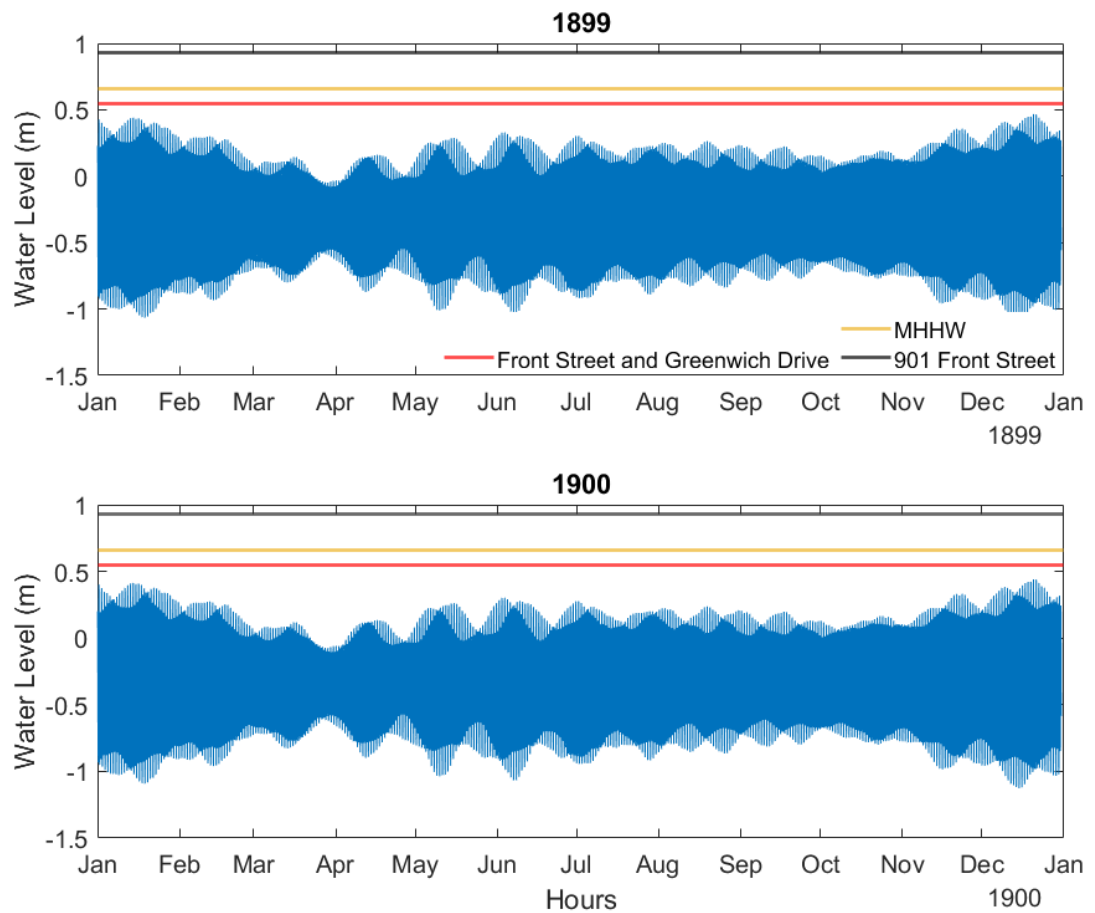 1899
1
0.5
0
-0.5
-1
-1.5
Water Level (m)
MHHW
Front Street and Greenwich Drive 901 Front Street
Jan Feb Mar Apr May Jun Jul Aug Sep Oct Nov Dec Jan
1899
1900
1
0.5
0
-0.5
-1
-1.5
Water Level (m)
Jan Feb Mar Apr May Jun Jul Aug Sep Oct Nov Dec Jan
Hours
1900